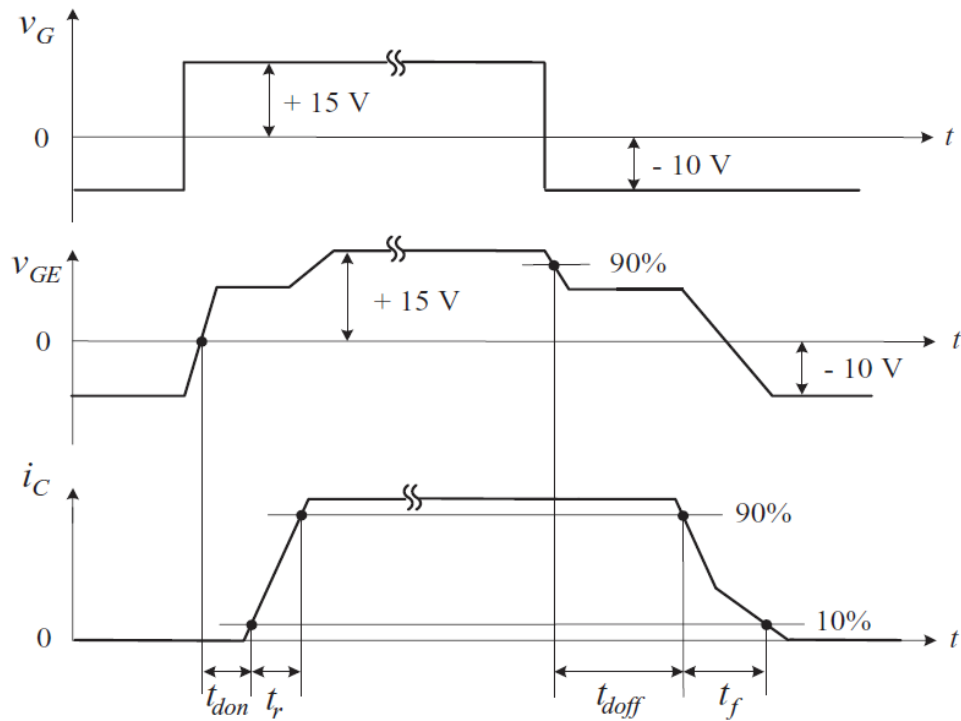 v_G
+ 15 V
0
t
- 10 V
v_GE
90%
+ 15 V
0
t
- 10 V
i_C
90%
10%
0
t
t_don
t_r
t_doff
t_f